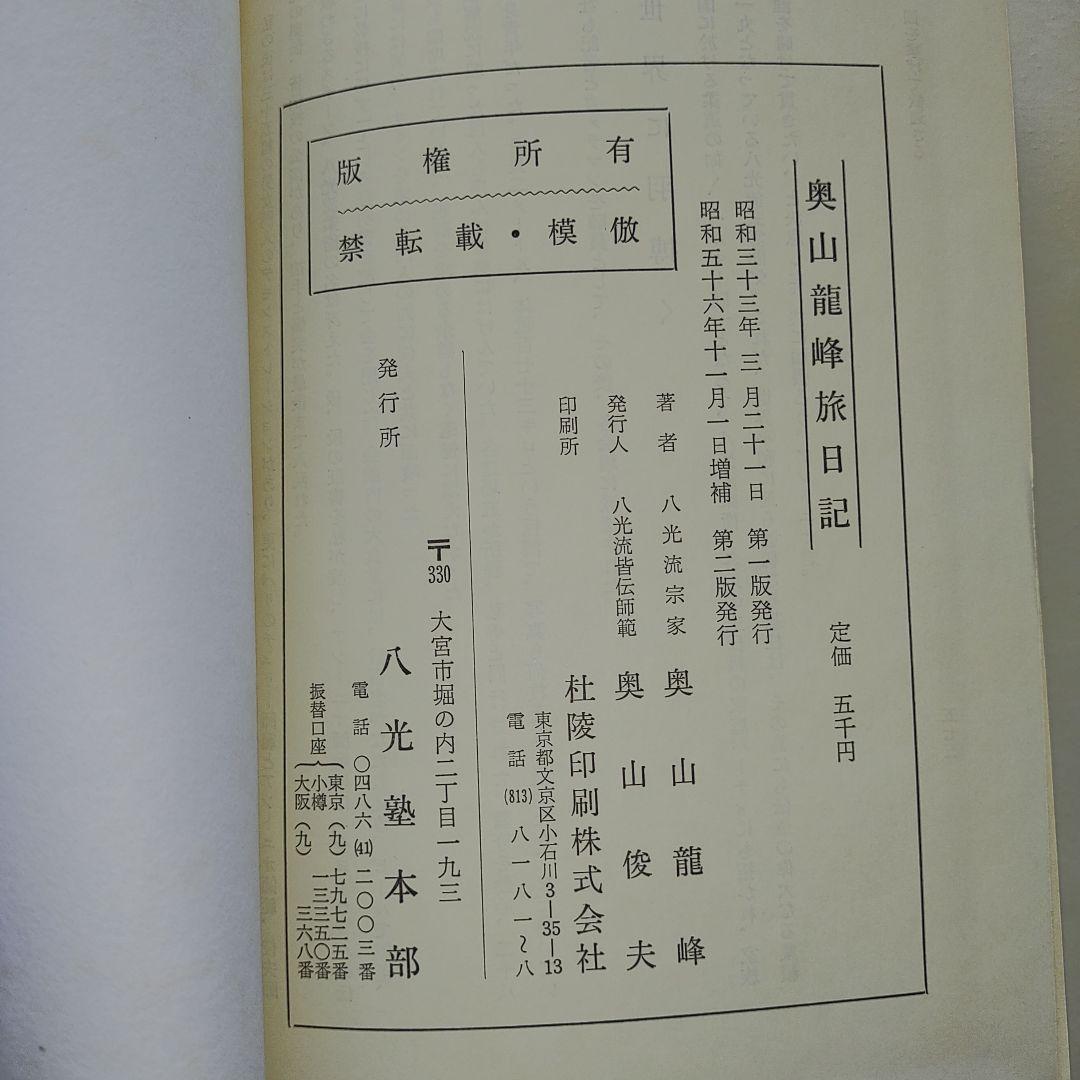 奥山龍峰旅日記
定価 五千円
昭和三十三年 三 月二十一日 第一版発行
昭和五十六年十一月一日増補 第二版発行
著者 八光流宗家 奥山龍峰
発行人 八光流皆伝師範 奥山俊夫
印刷所 杜陵印刷株式会社
東京都文京区小石川3―35―13
電話(813)八一八一〜八
〒330 大宮市堀の内二丁目一九三
発行所 八光塾本部
電話〇四八六(41)二〇〇三番
振替口座
東京(九)七九七二五番
小樽 一三三五〇番
大阪(九) 三六八番
版権所有
禁転載・模倣